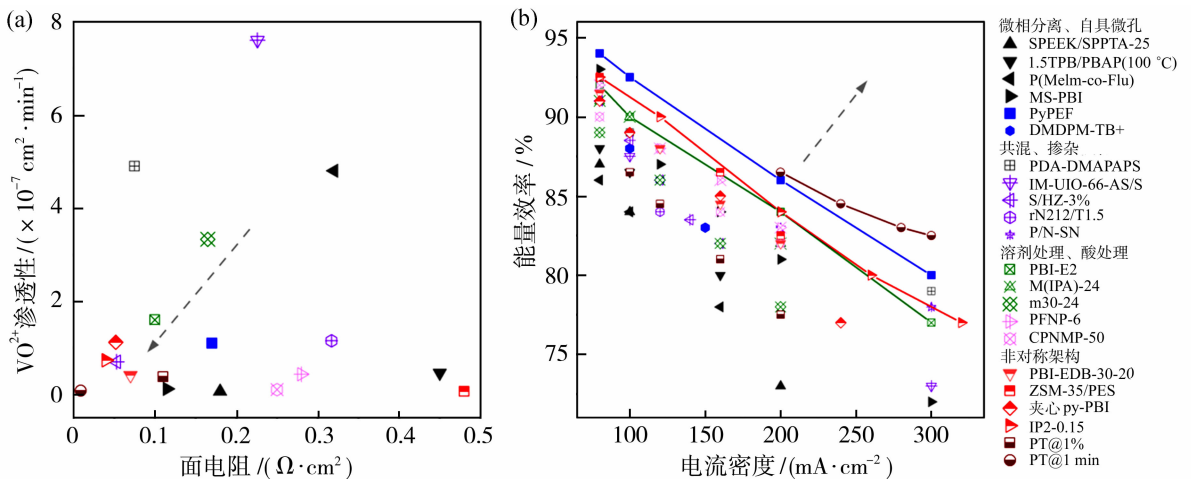 (a)
8
6
4
2
0
VO²⁺渗透性/(×10⁻⁷ cm²·min⁻¹)
0
0.1
0.2
0.3
0.4
0.5
面电阻/(Ω·cm²)
(b)
95
90
85
80
75
能量效率/%
100
150
200
250
300
电流密度/(mA·cm⁻²)
微相分离、自具微孔
SPEEK/SPPTA-25
1.5TPB/PBAP(100 °C)
P(Melm-co-Flu)
MS-PBI
PyPEF
DMDPM-TB+
共混、掺杂
PDA-DMAPAPS
IM-UIO-66-AS/S
S/HZ-3%
rN212/T1.5
P/N-SN
溶剂处理、酸处理
PBI-E2
M(IPA)-24
m30-24
PFNP-6
CPNMP-50
非对称架构
PBI-EDB-30-20
ZSM-35/PES
夹心py-PBI
IP2-0.15
PT@1%
PT@1 min